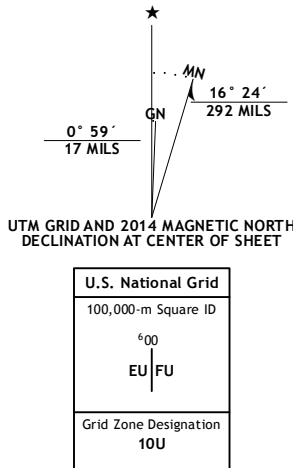 ★
MN
GN
16° 24´
292 MILS
0° 59´
17 MILS
UTM GRID AND 2014 MAGNETIC NORTH
DECLINATION AT CENTER OF SHEET
U.S. National Grid
100,000-m Square ID
⁶00
EU FU
Grid Zone Designation
10U